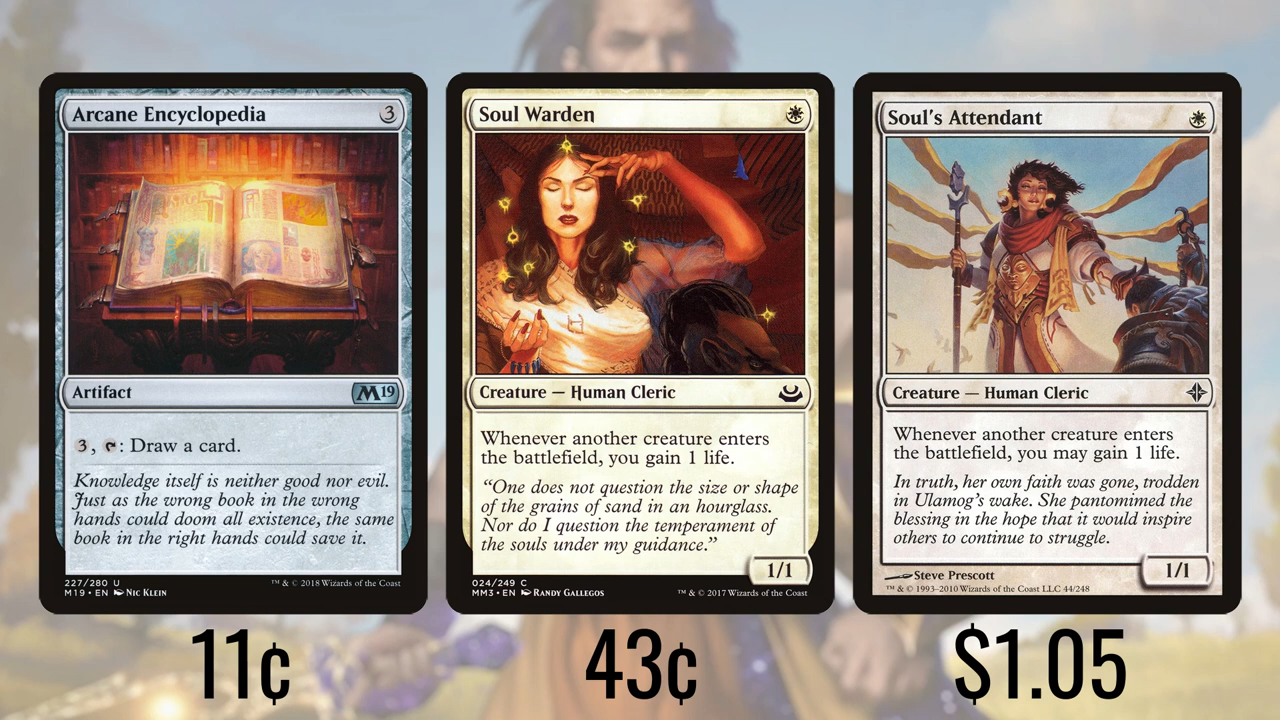 Arcane Encyclopedia 3
Artifact M19
3, : Draw a card.
Knowledge itself is neither good nor evil.
Just as the wrong book in the wrong
hands could doom all existence, the same
book in the right hands could save it.
227/280 U
M19 • EN Nic Klein
™ & © 2018 Wizards of the Coast
11¢
Soul Warden
Creature — Human Cleric
Whenever another creature enters
the battlefield, you gain 1 life.
“One does not question the size or shape
of the grains of sand in an hourglass.
Nor do I question the temperament of
the souls under my guidance.”
1/1
024/249 C
MM3 • EN Randy Gallegos
™ & © 2017 Wizards of the Coast
43¢
Soul's Attendant
Creature — Human Cleric
Whenever another creature enters
the battlefield, you may gain 1 life.
In truth, her own faith was gone, trodden
in Ulamog's wake. She pantomimed the
blessing in the hope that it would inspire
others to continue to struggle.
1/1
Steve Prescott
™ & © 1993–2010 Wizards of the Coast LLC 44/248
$1.05